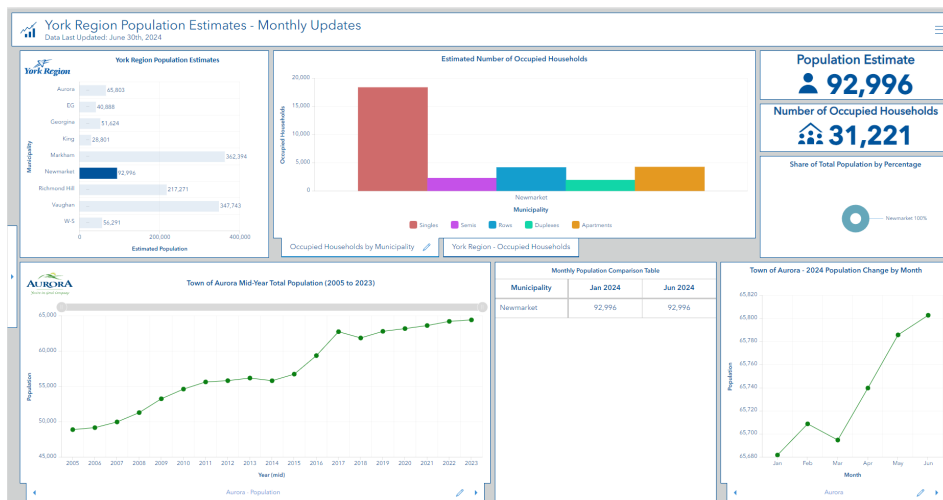 York Region Population Estimates - Monthly Updates
Data Last Updated: June 30th, 2024
York Region
York Region Population Estimates
Municipality
Aurora 65,803
EG 40,888
Georgina 51,624
King 28,801
Markham 362,394
Newmarket 92,996
Richmond Hill 217,271
Vaughan 347,743
W-S 56,291
0 200,000 400,000
Estimated Population
Estimated Number of Occupied Households
Occupied Households
20,000
15,000
10,000
5,000
0
Newmarket
Municipality
Singles Semis Rows Duplexes Apartments
Occupied Households by Municipality
York Region - Occupied Households
Population Estimate
92,996
Number of Occupied Households
31,221
Share of Total Population by Percentage
Newmarket 100%
AURORA
Town of Aurora Mid-Year Total Population (2005 to 2023)
Population
65,000
60,000
55,000
50,000
45,000
2005 2006 2007 2008 2009 2010 2011 2012 2013 2014 2015 2016 2017 2018 2019 2020 2021 2022 2023
Year (mid)
Aurora - Population
Monthly Population Comparison Table
Municipality Jan 2024 Jun 2024
Newmarket 92,996 92,996
Town of Aurora - 2024 Population Change by Month
Population
65,820
65,800
65,780
65,760
65,740
65,720
65,700
65,680
Jan Feb Mar Apr May Jun
Month
Aurora